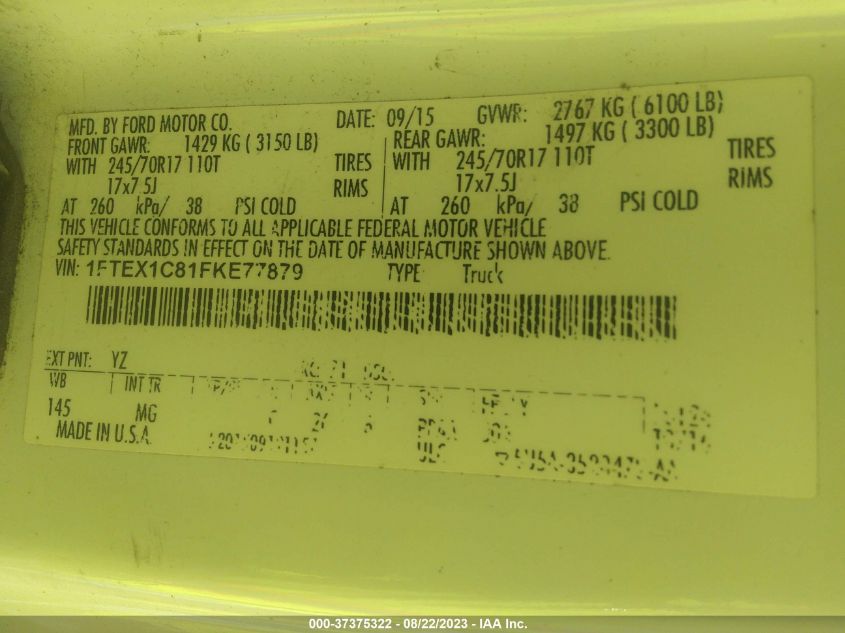 MFD. BY FORD MOTOR CO. DATE: 09/15 GVWR: 2767 KG ( 6100 LB)
FRONT GAWR: 1429 KG ( 3150 LB) REAR GAWR: 1497 KG ( 3300 LB)
WITH 245/70R17 110T TIRES WITH 245/70R17 110T TIRES
17x7.5J RIMS 17x7.5J RIMS
AT 260 kPa/ 38 PSI COLD AT 260 kPa/ 38 PSI COLD
THIS VEHICLE CONFORMS TO ALL APPLICABLE FEDERAL MOTOR VEHICLE
SAFETY STANDARDS IN EFFECT ON THE DATE OF MANUFACTURE SHOWN ABOVE.
VIN: 1FTEX1C81FKE77879 TYPE Truck
EXT PNT: YZ
WB INT TR
145 MG
MADE IN U.S.A.
000-37375322 - 08/22/2023 - IAA Inc.